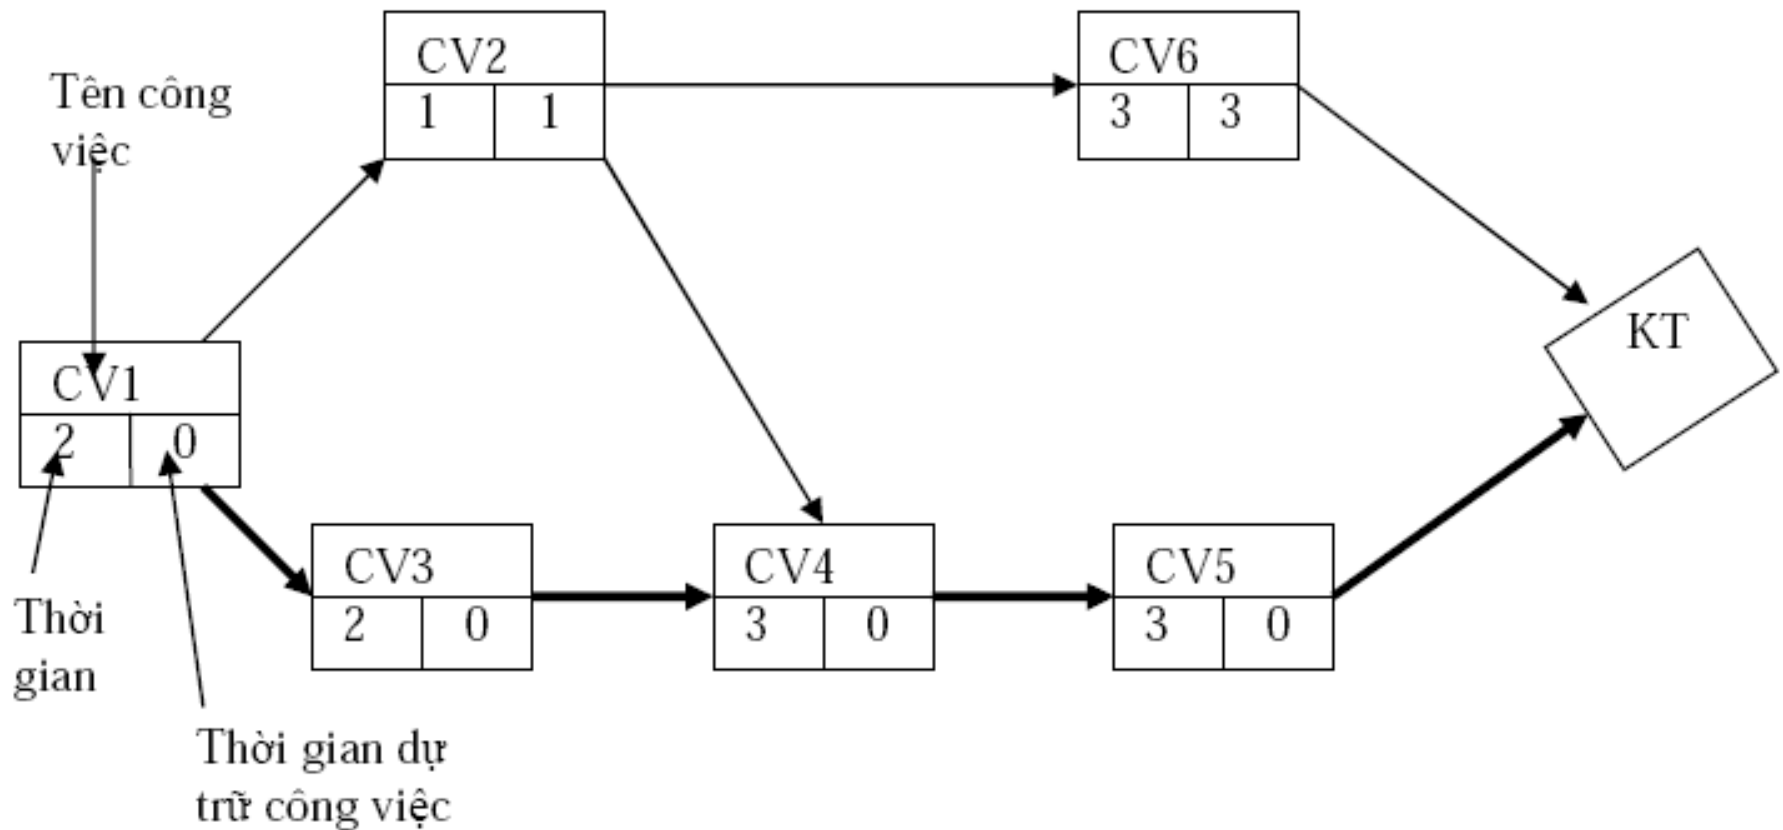 CV2
1 1
CV6
3 3
Tên công
việc
KT
CV1
2 0
CV3
2 0
CV4
3 0
CV5
3 0
Thời
gian
Thời gian dự
trữ công việc